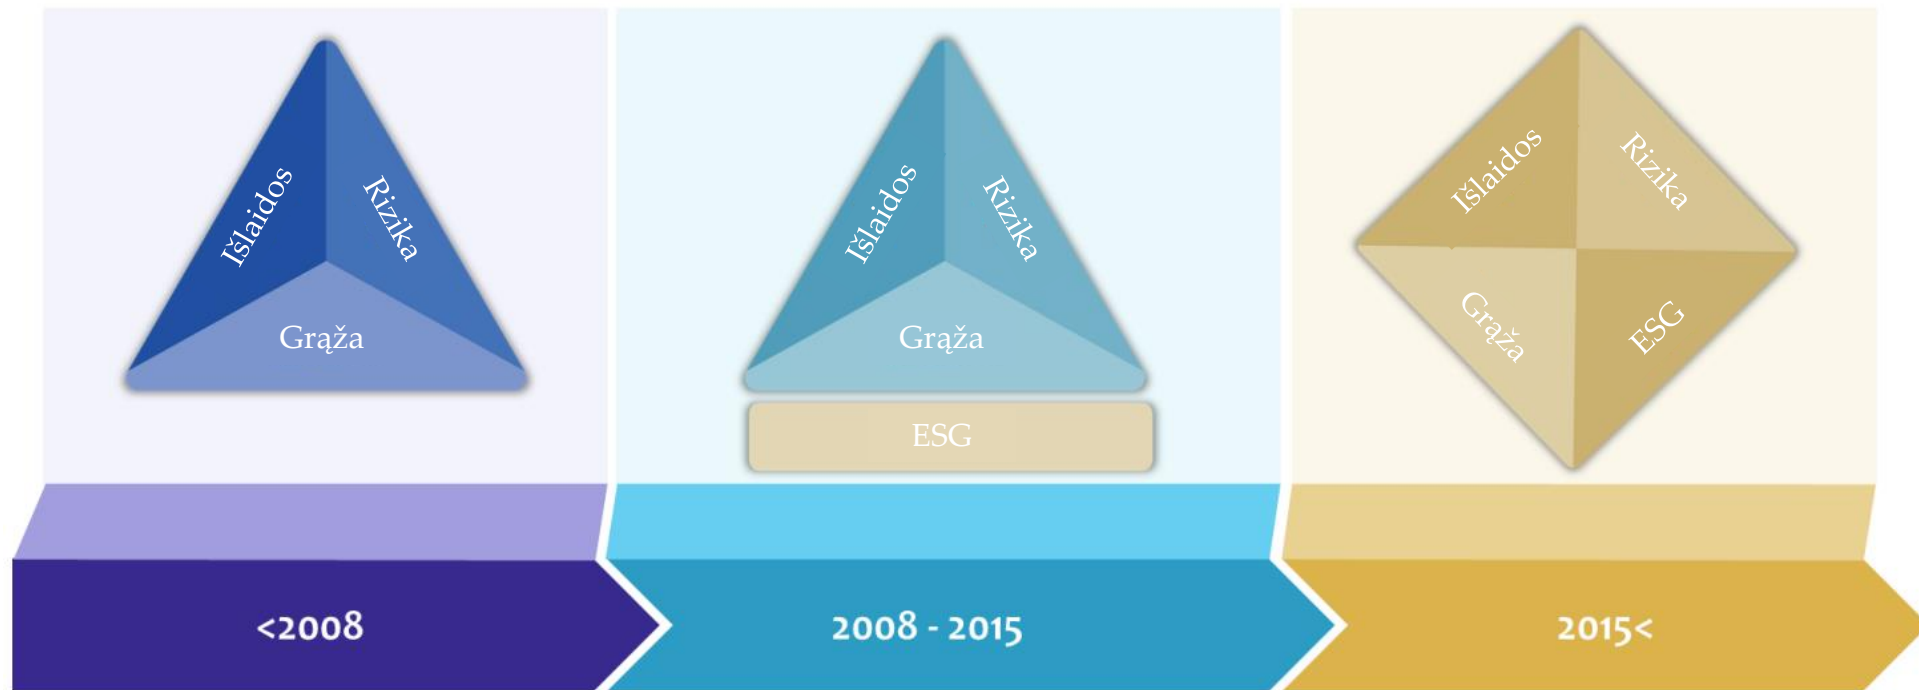 Išlaidos
Rizika
Grąža
Išlaidos
Rizika
Grąža
ESG
Išlaidos
Rizika
Grąža
ESG
<2008
2008 - 2015
2015<